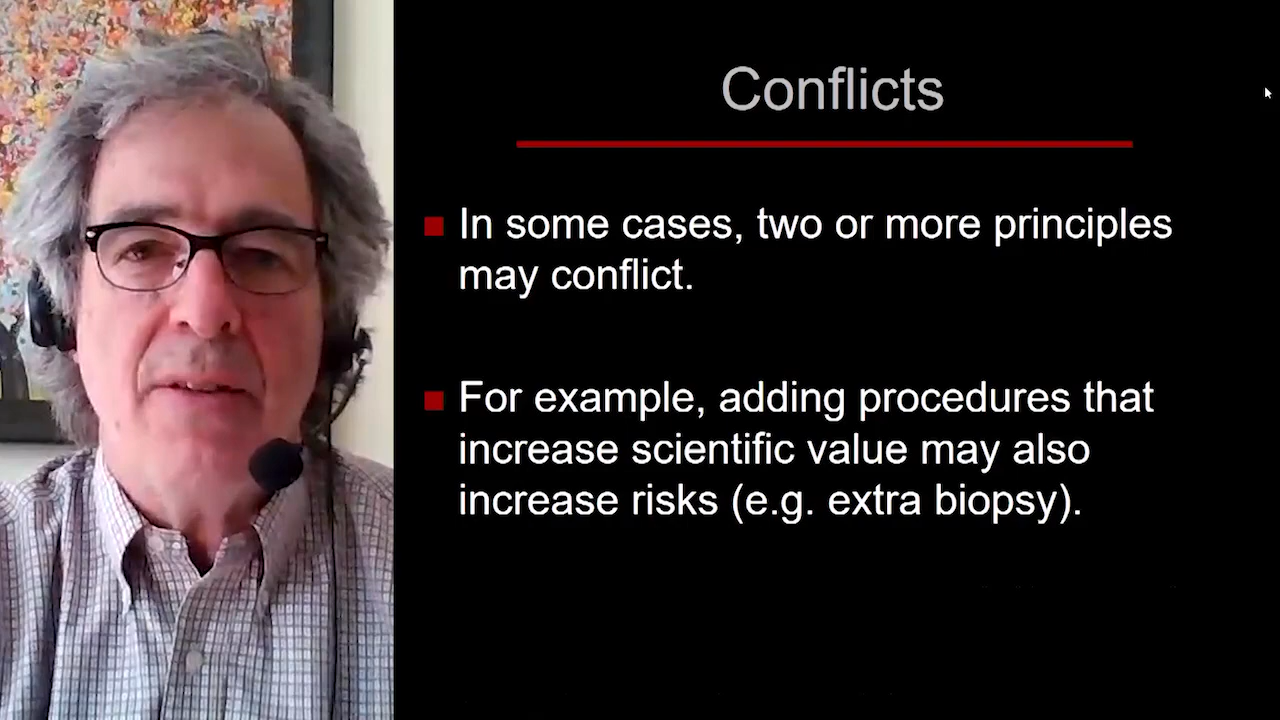 Conflicts
In some cases, two or more principles
may conflict.
For example, adding procedures that
increase scientific value may also
increase risks (e.g. extra biopsy).